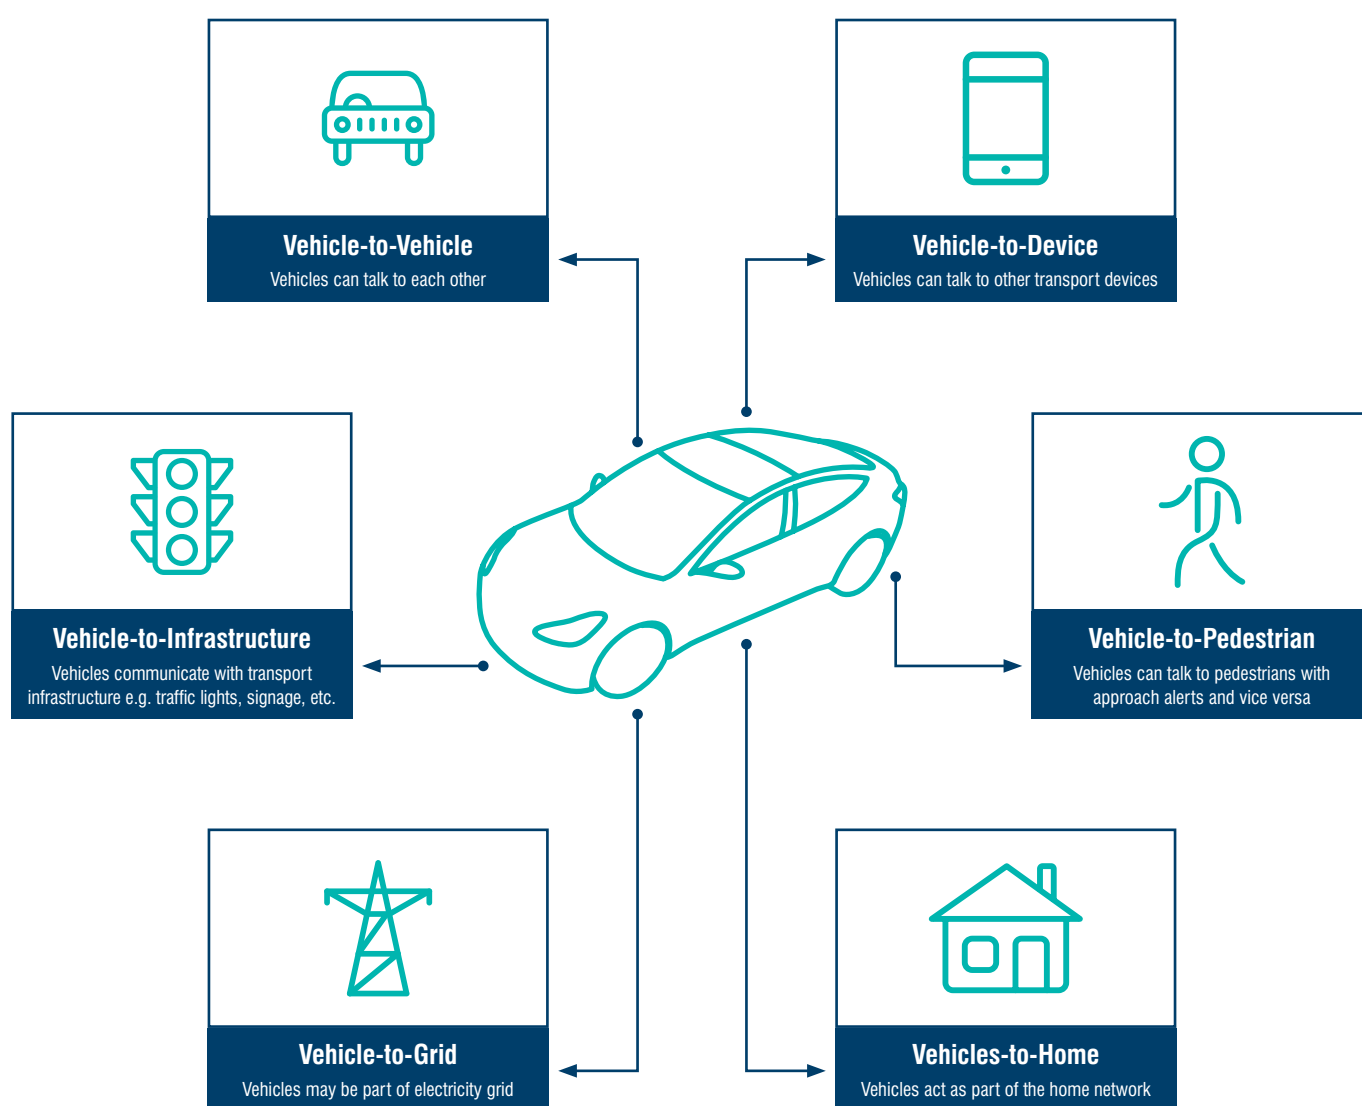 Vehicle-to-Vehicle
Vehicles can talk to each other
Vehicle-to-Device
Vehicles can talk to other transport devices
Vehicle-to-Infrastructure
Vehicles communicate with transport
infrastructure e.g. traffic lights, signage, etc.
Vehicle-to-Pedestrian
Vehicles can talk to pedestrians with
approach alerts and vice versa
Vehicle-to-Grid
Vehicles may be part of electricity grid
Vehicles-to-Home
Vehicles act as part of the home network